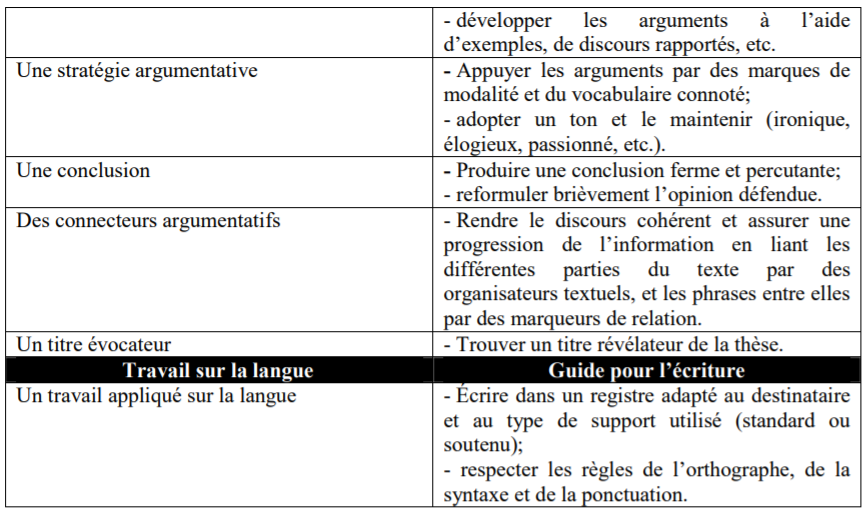 - développer les arguments à l’aide
d’exemples, de discours rapportés, etc.
Une stratégie argumentative
- Appuyer les arguments par des marques de
modalité et du vocabulaire connoté;
- adopter un ton et le maintenir (ironique,
élogieux, passionné, etc.).
Une conclusion
- Produire une conclusion ferme et percutante;
- reformuler brièvement l’opinion défendue.
Des connecteurs argumentatifs
- Rendre le discours cohérent et assurer une
progression de l’information en liant les
différentes parties du texte par des
organisateurs textuels, et les phrases entre elles
par des marqueurs de relation.
Un titre évocateur
- Trouver un titre révélateur de la thèse.
Travail sur la langue
Guide pour l’écriture
Un travail appliqué sur la langue
- Écrire dans un registre adapté au destinataire
et au type de support utilisé (standard ou
soutenu);
- respecter les règles de l’orthographe, de la
syntaxe et de la ponctuation.